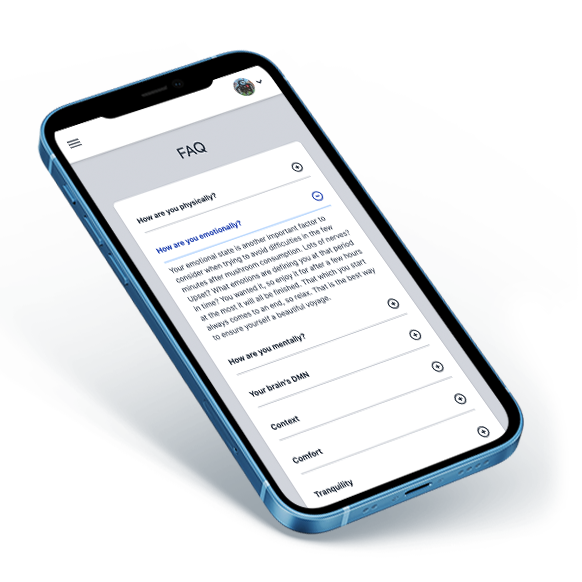 FAQ
How are you physically?
How are you emotionally?
Your emotional state is another important factor to
consider when trying to avoid difficulties in the few
minutes after mushroom consumption. Lots of nerves?
Upset? What emotions are defining you at that period
in time? You wanted it, so enjoy it for after a few hours
at the most it will all be finished. That which you start
always comes to an end, so relax. That is the best way
to ensure yourself a beautiful voyage.
How are you mentally?
Your brain's DMN
Context
Comfort
Tranquility